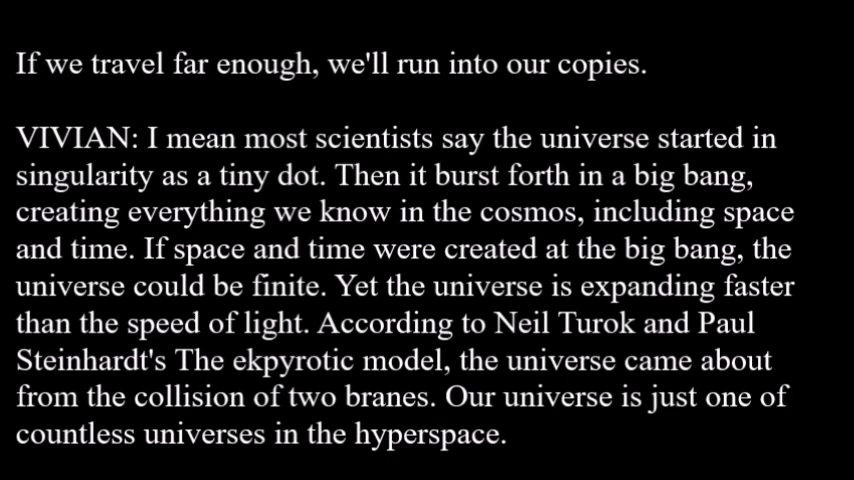 If we travel far enough, we'll run into our copies.
VIVIAN: I mean most scientists say the universe started in
singularity as a tiny dot. Then it burst forth in a big bang,
creating everything we know in the cosmos, including space
and time. If space and time were created at the big bang, the
universe could be finite. Yet the universe is expanding faster
than the speed of light. According to Neil Turok and Paul
Steinhardt's The ekpyrotic model, the universe came about
from the collision of two branes. Our universe is just one of
countless universes in the hyperspace.